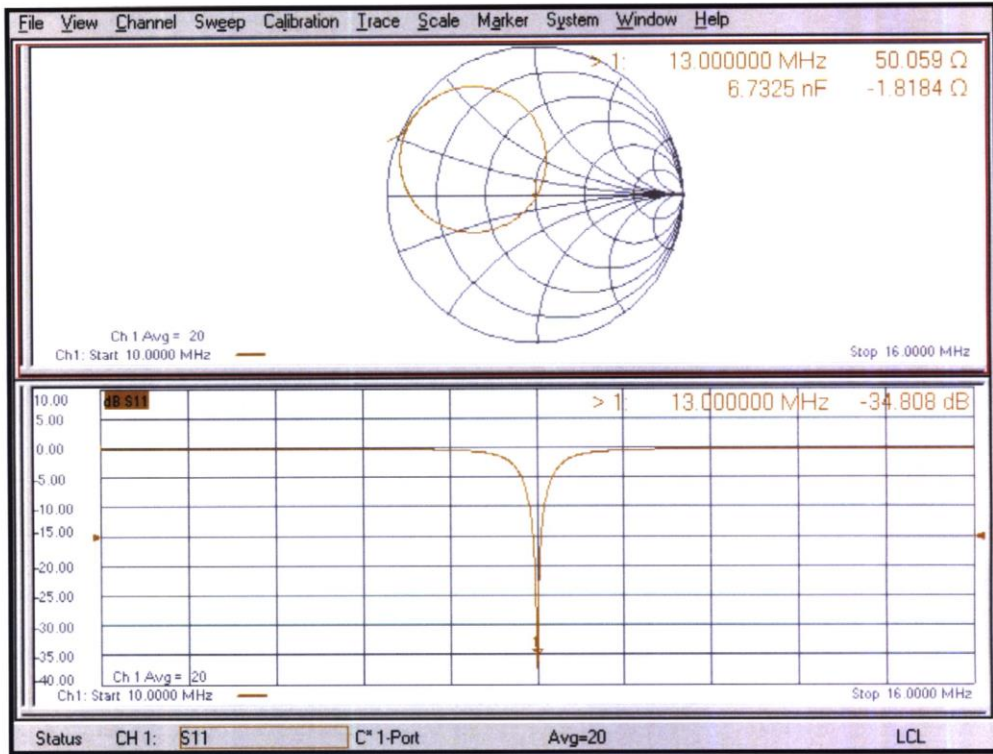 File View Channel Sweep Calibration Trace Scale Marker System Window Help
> 1: 13.000000 MHz 50.059 Ω
6.7325 nF -1.8184 Ω
Ch 1 Avg = 20
Ch1: Start 10.0000 MHz Stop 16.0000 MHz
10.00 dB S11 > 1: 13.000000 MHz -34.808 dB
5.00
0.00
-5.00
-10.00
-15.00
-20.00
-25.00
-30.00
-35.00
-40.00
1
Ch 1 Avg = 20
Ch1: Start 10.0000 MHz Stop 16.0000 MHz
Status CH 1: S11 C* 1-Port Avg=20 LCL